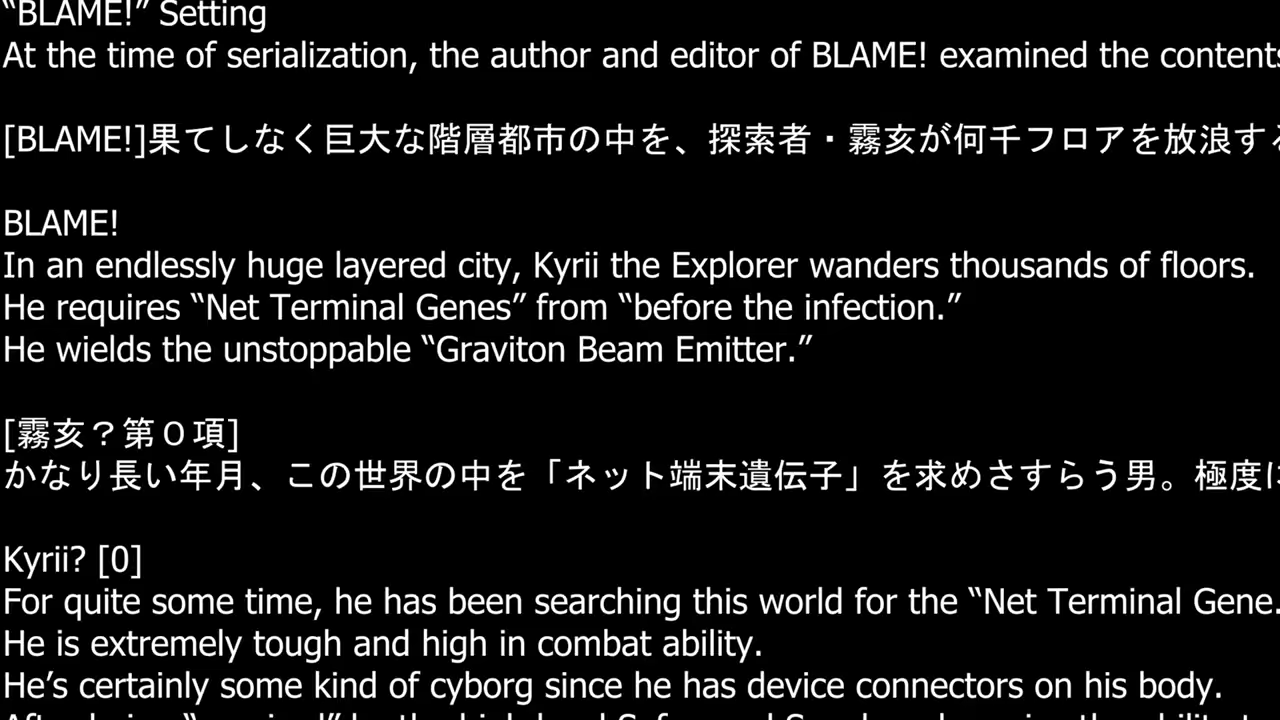 “BLAME!” Setting
At the time of serialization, the author and editor of BLAME! examined the contents
[BLAME!]果てしなく巨大な階層都市の中を、探索者・霧亥が何千フロアを放浪する
BLAME!
In an endlessly huge layered city, Kyrii the Explorer wanders thousands of floors.
He requires “Net Terminal Genes” from “before the infection.”
He wields the unstoppable “Graviton Beam Emitter.”
[霧亥？第０項]
かなり長い年月、この世界の中を「ネット端末遺伝子」を求めさすらう男。極度に
Kyrii? [0]
For quite some time, he has been searching this world for the “Net Terminal Gene.
He is extremely tough and high in combat ability.
He’s certainly some kind of cyborg since he has device connectors on his body.